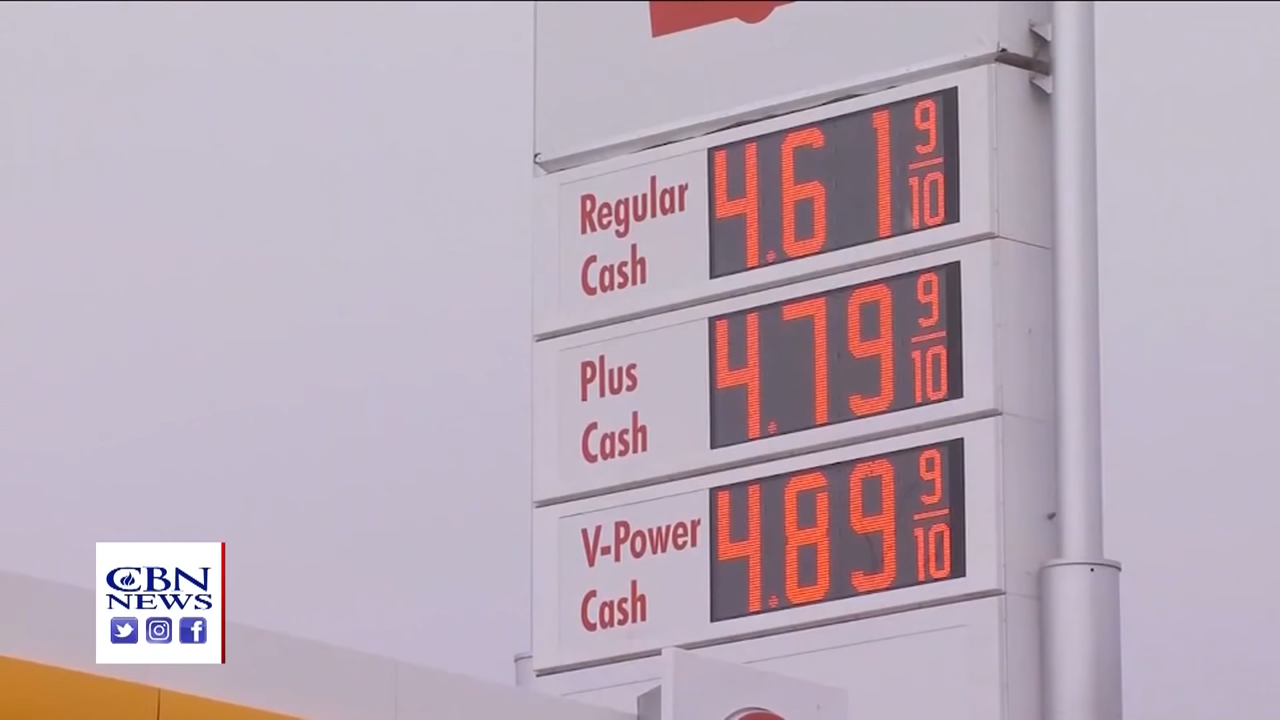 Regular
Cash
4.61 9/10
Plus
Cash
4.79 9/10
V-Power
Cash
4.89 9/10
CBN
NEWS